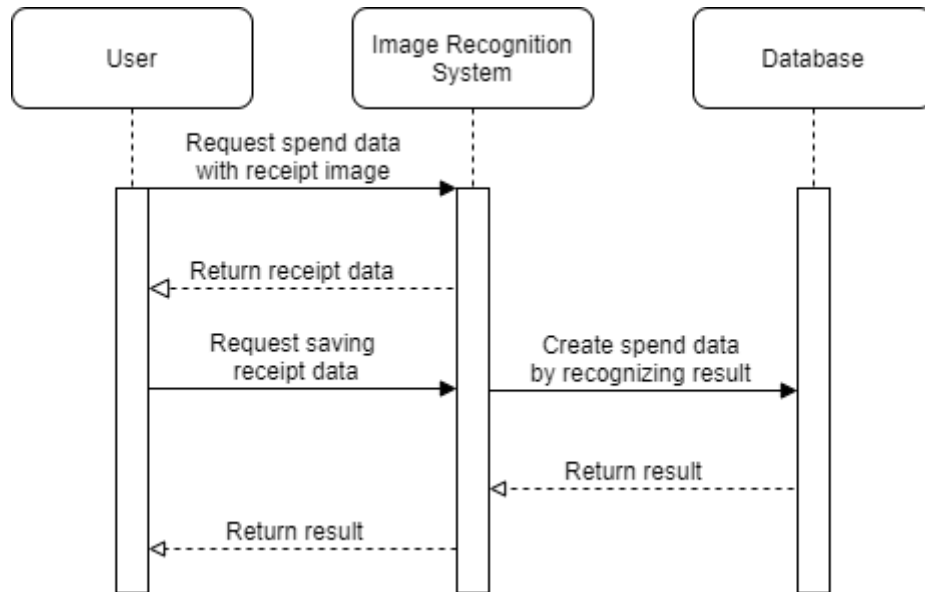 User
Image Recognition
System
Database
Request spend data
with receipt image
Return receipt data
Request saving
receipt data
Create spend data
by recognizing result
Return result
Return result